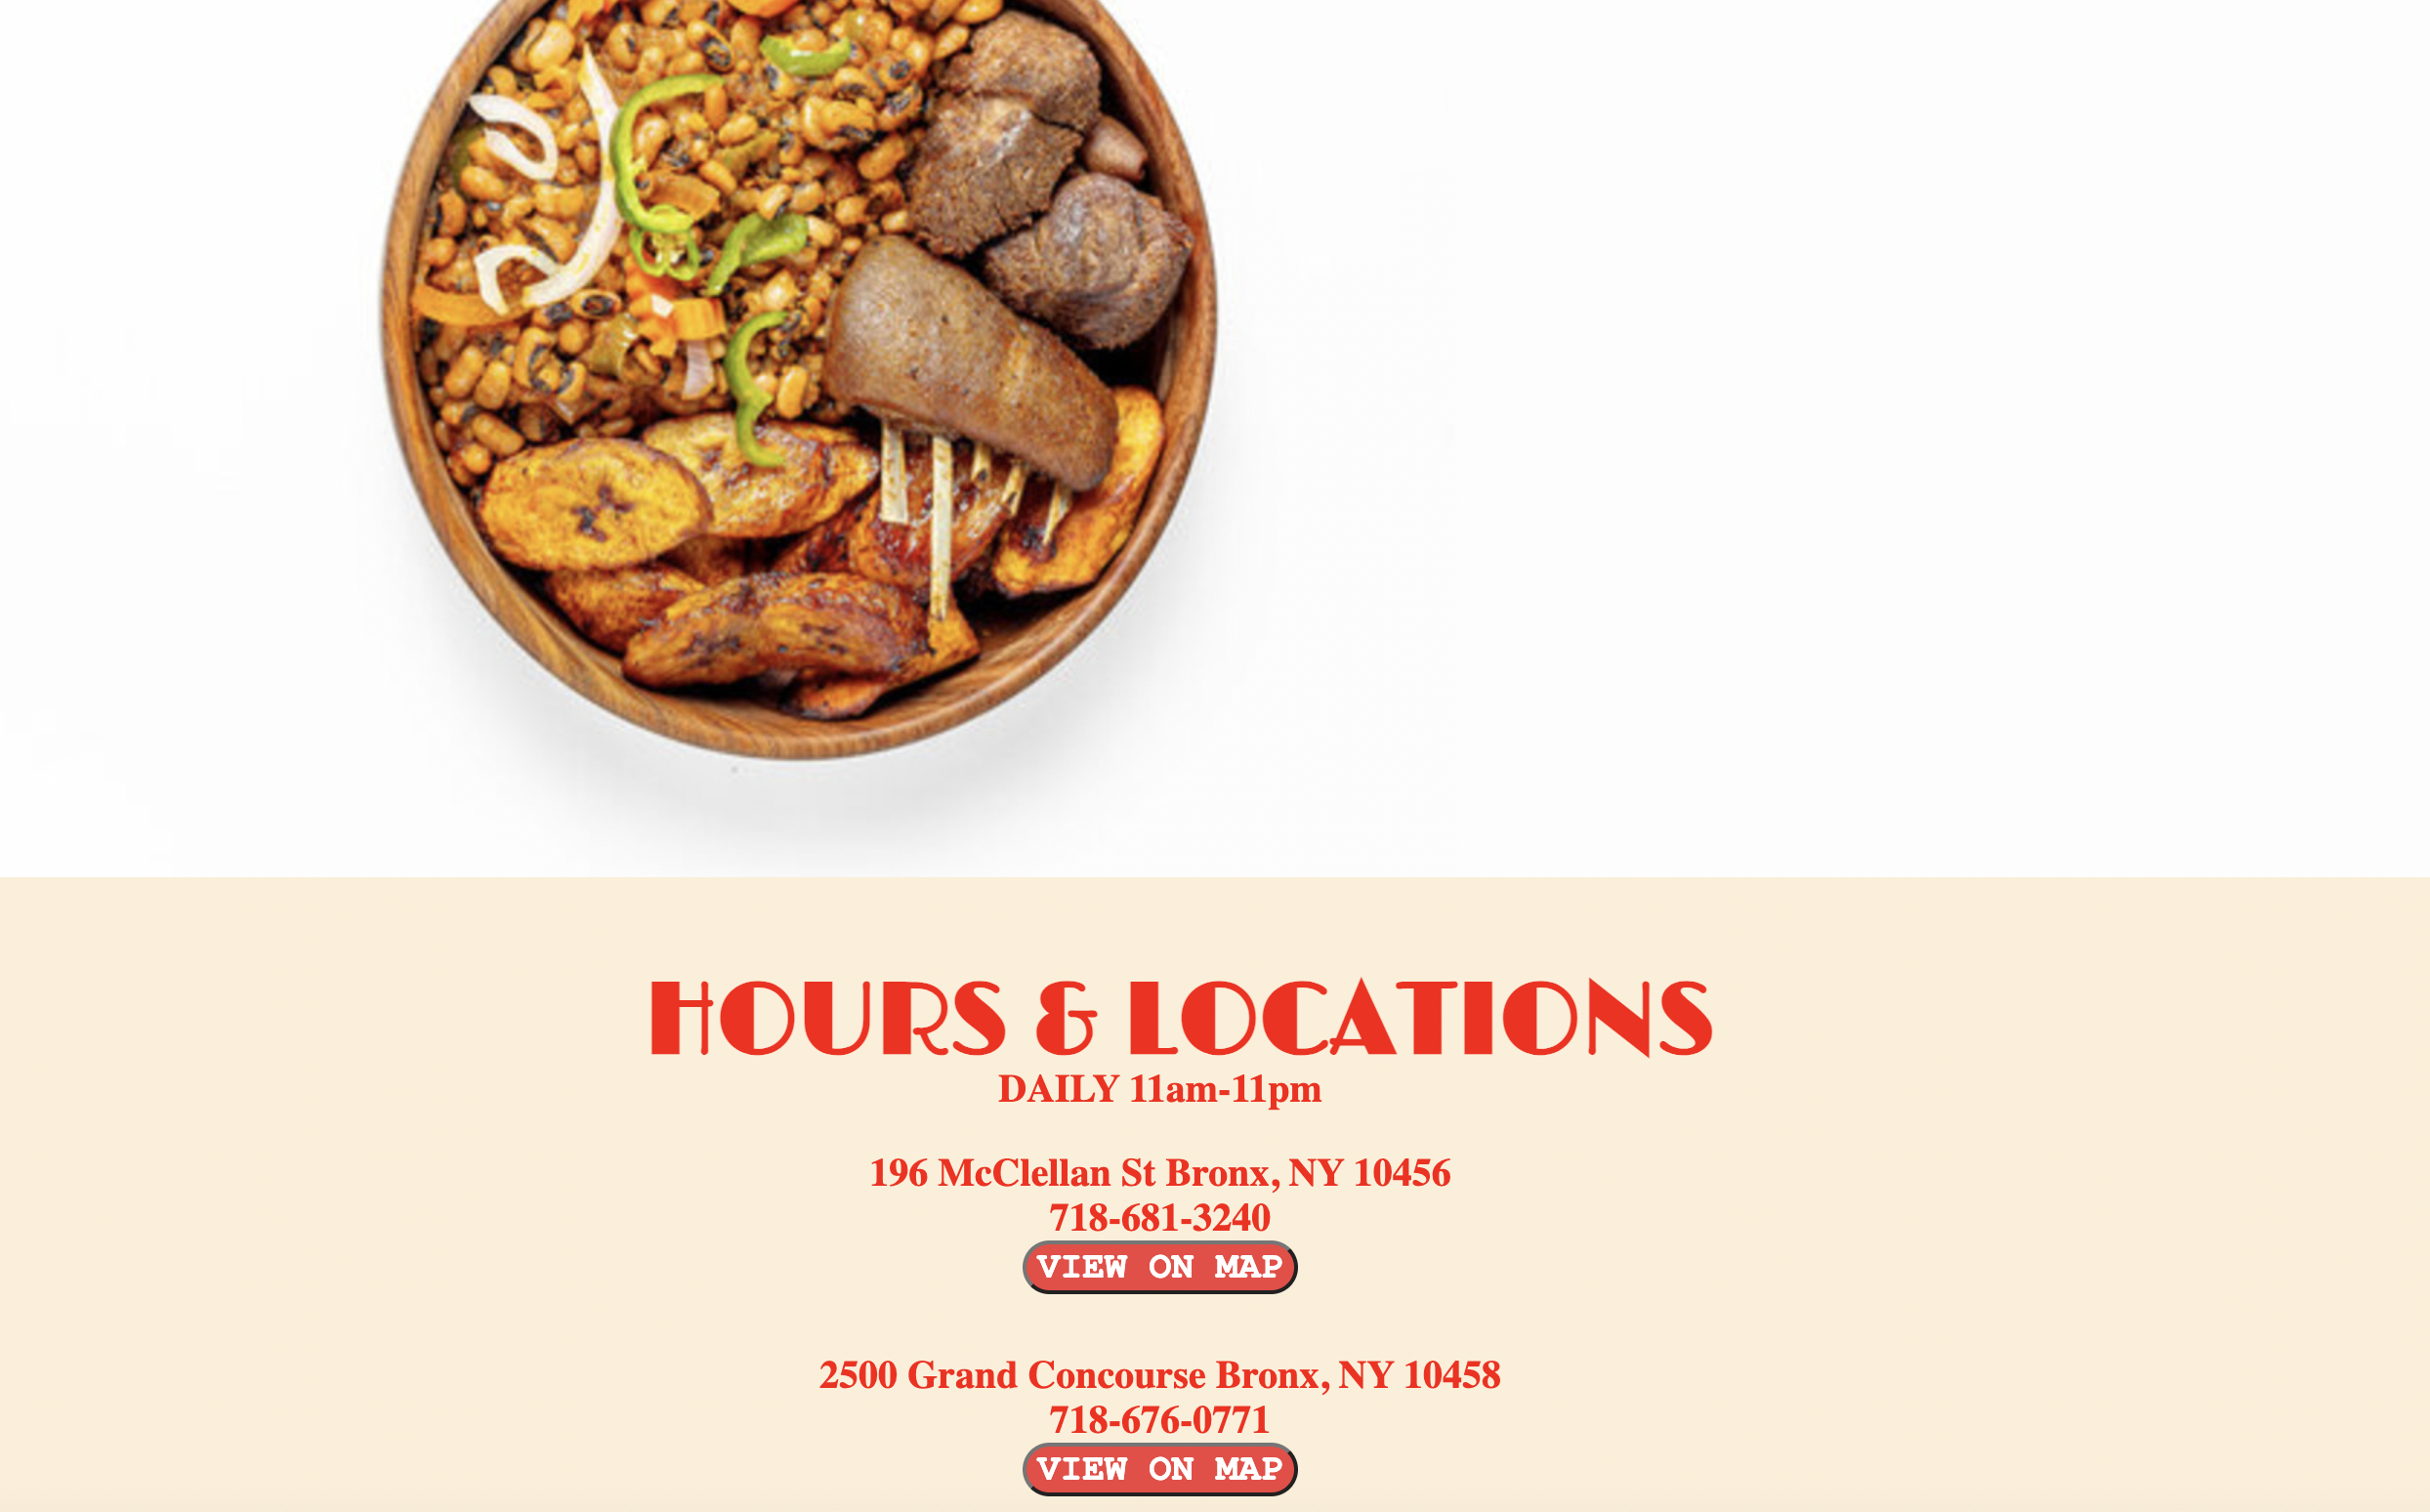 HOURS & LOCATIONS
DAILY 11am-11pm
196 McClellan St Bronx, NY 10456
718-681-3240
VIEW ON MAP
2500 Grand Concourse Bronx, NY 10458
718-676-0771
VIEW ON MAP